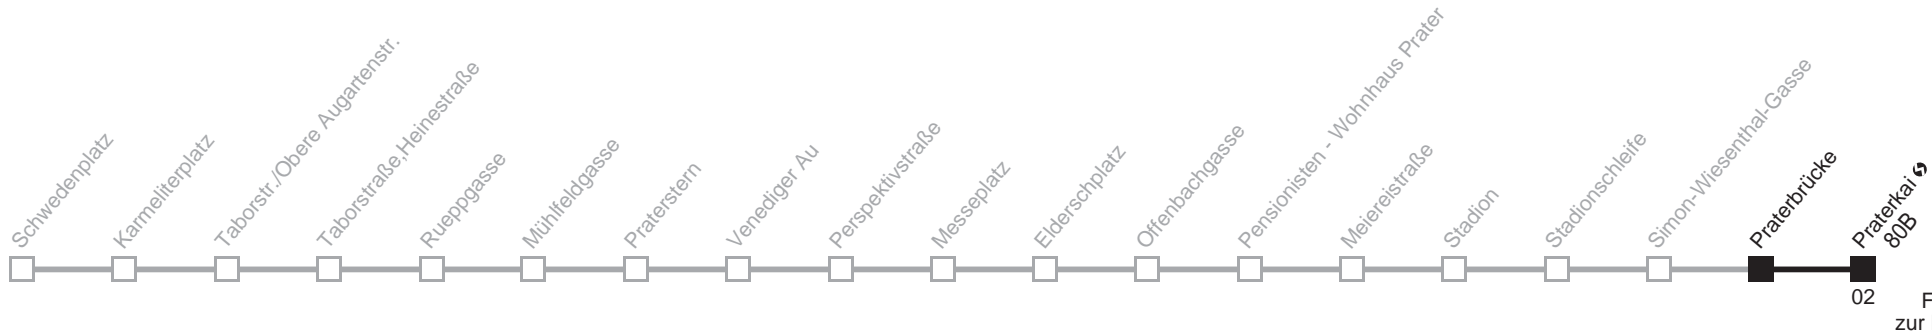 Schwedenplatz
Karmeliterplatz
Taborstr./Obere Augartenstr.
Taborstraße,Heinestraße
Rueppgasse
Mühlfeldgasse
Praterstern
Venediger Au
Perspektivstraße
Messeplatz
Elderschplatz
Offenbachgasse
Pensionisten - Wohnhaus Prater
Meiereistraße
Stadion
Stadionschleife
Simon-Wiesenthal-Gasse
Praterbrücke
Praterkai
80B
02
F
zur